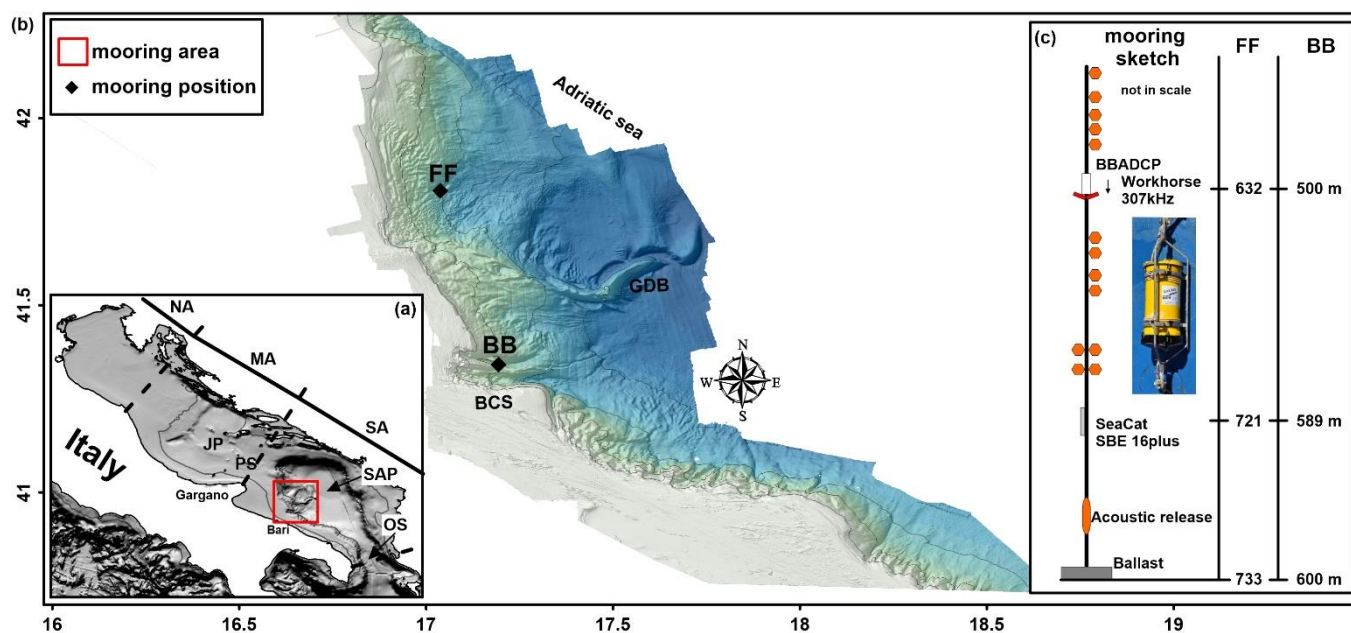 (b)
mooring area
mooring position
42
41.5
41
Adriatic sea
FF
BB
BCS
GDB
N
W E
S
(a)
NA
MA
SA
Italy
JP
PS
Gargano
SAP
Bari
OS
16 16.5 17 17.5 18 18.5 19
(c)
mooring
sketch
FF BB
not in scale
BBADCP
Workhorse
307kHz
632 500 m
SeaCat
SBE 16plus
721 589 m
Acoustic release
Ballast
733 600 m